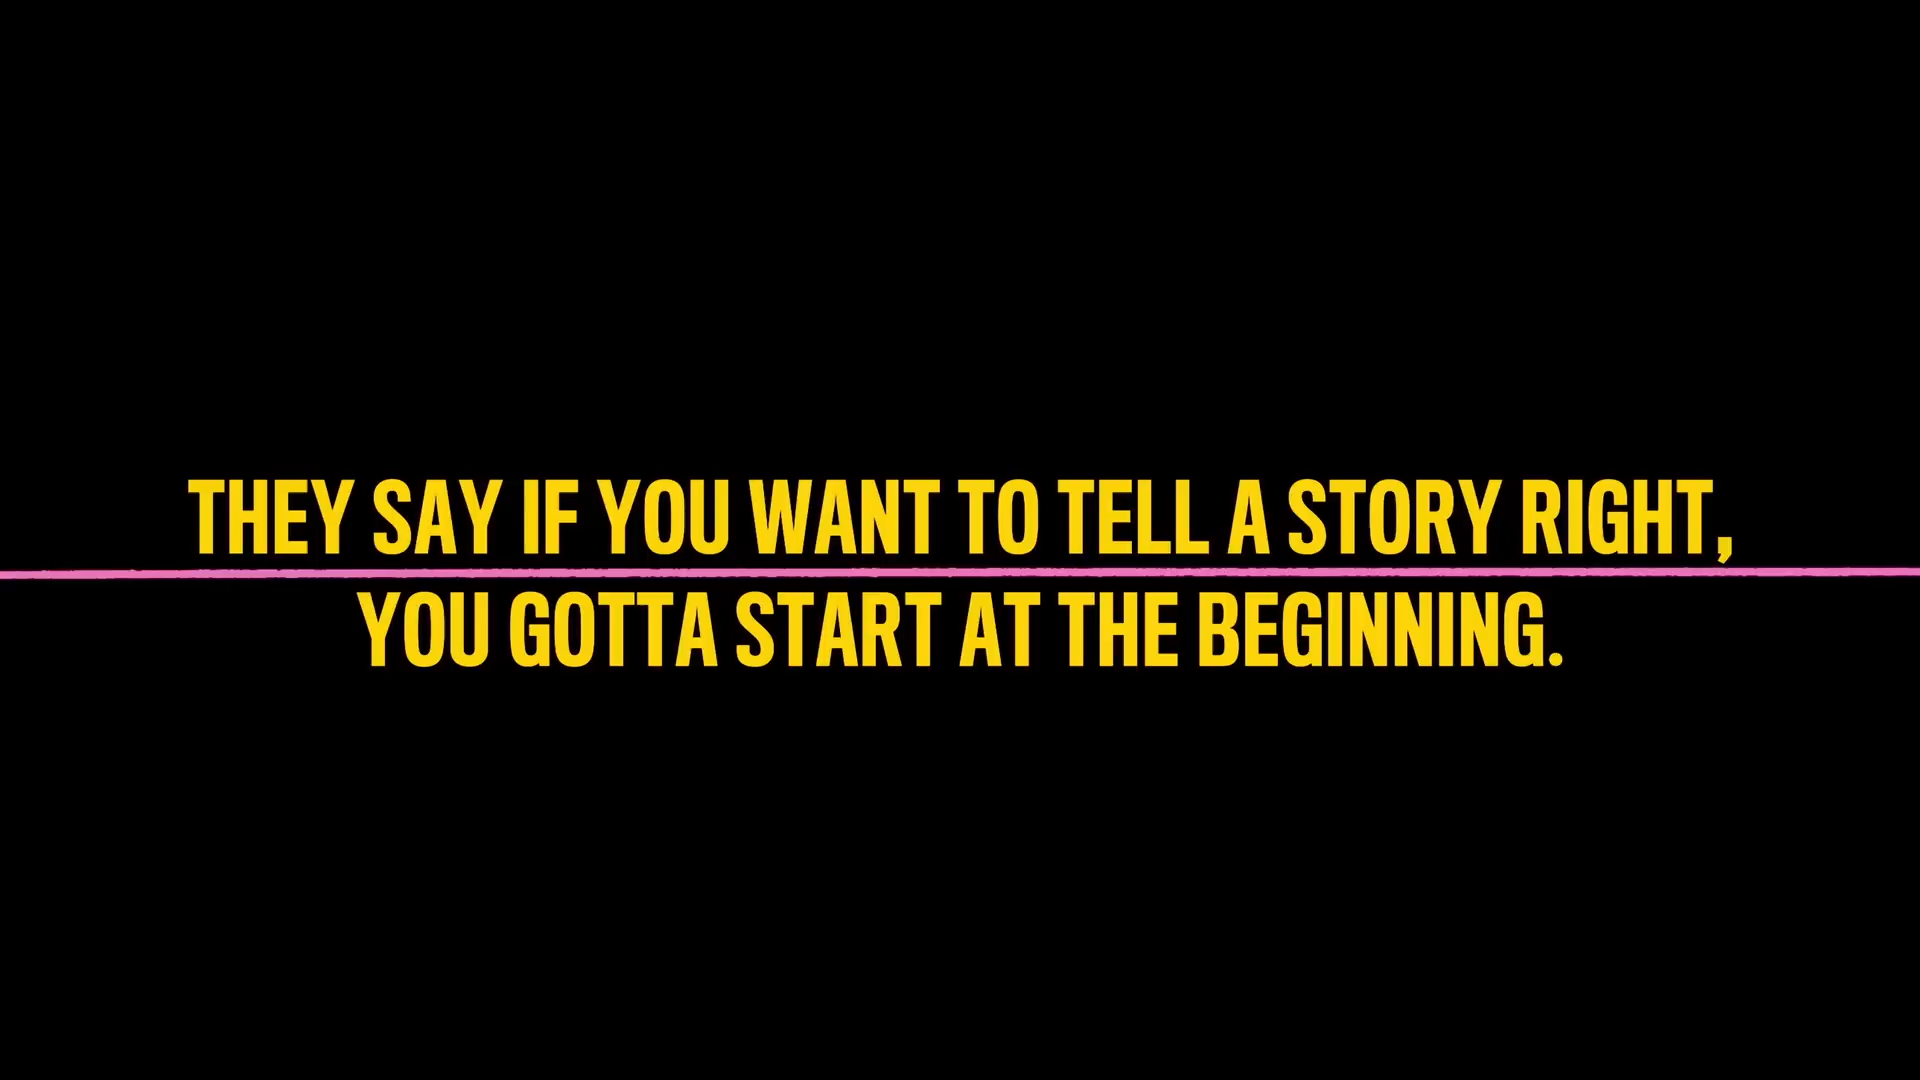 THEY SAY IF YOU WANT TO TELL A STORY RIGHT,
YOU GOTTA START AT THE BEGINNING.